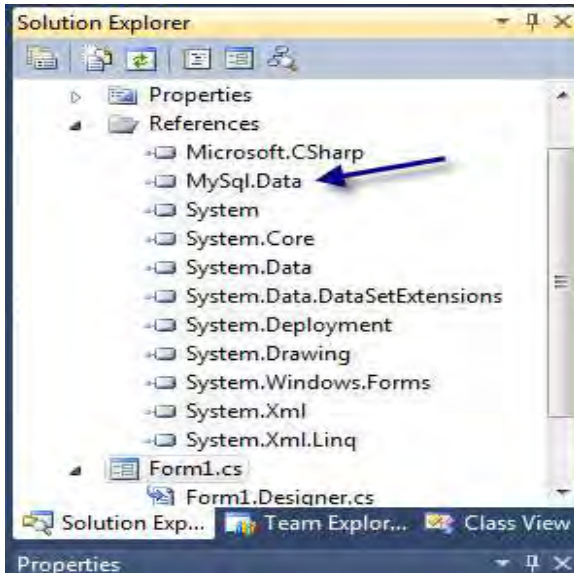 Solution Explorer
Properties
References
Microsoft.CSharp
MySql.Data
System
System.Core
System.Data
System.Data.DataSetExtensions
System.Deployment
System.Drawing
System.Windows.Forms
System.Xml
System.Xml.Linq
Form1.cs
Form1.Designer.cs
Solution Exp... Team Explor... Class View
Properties